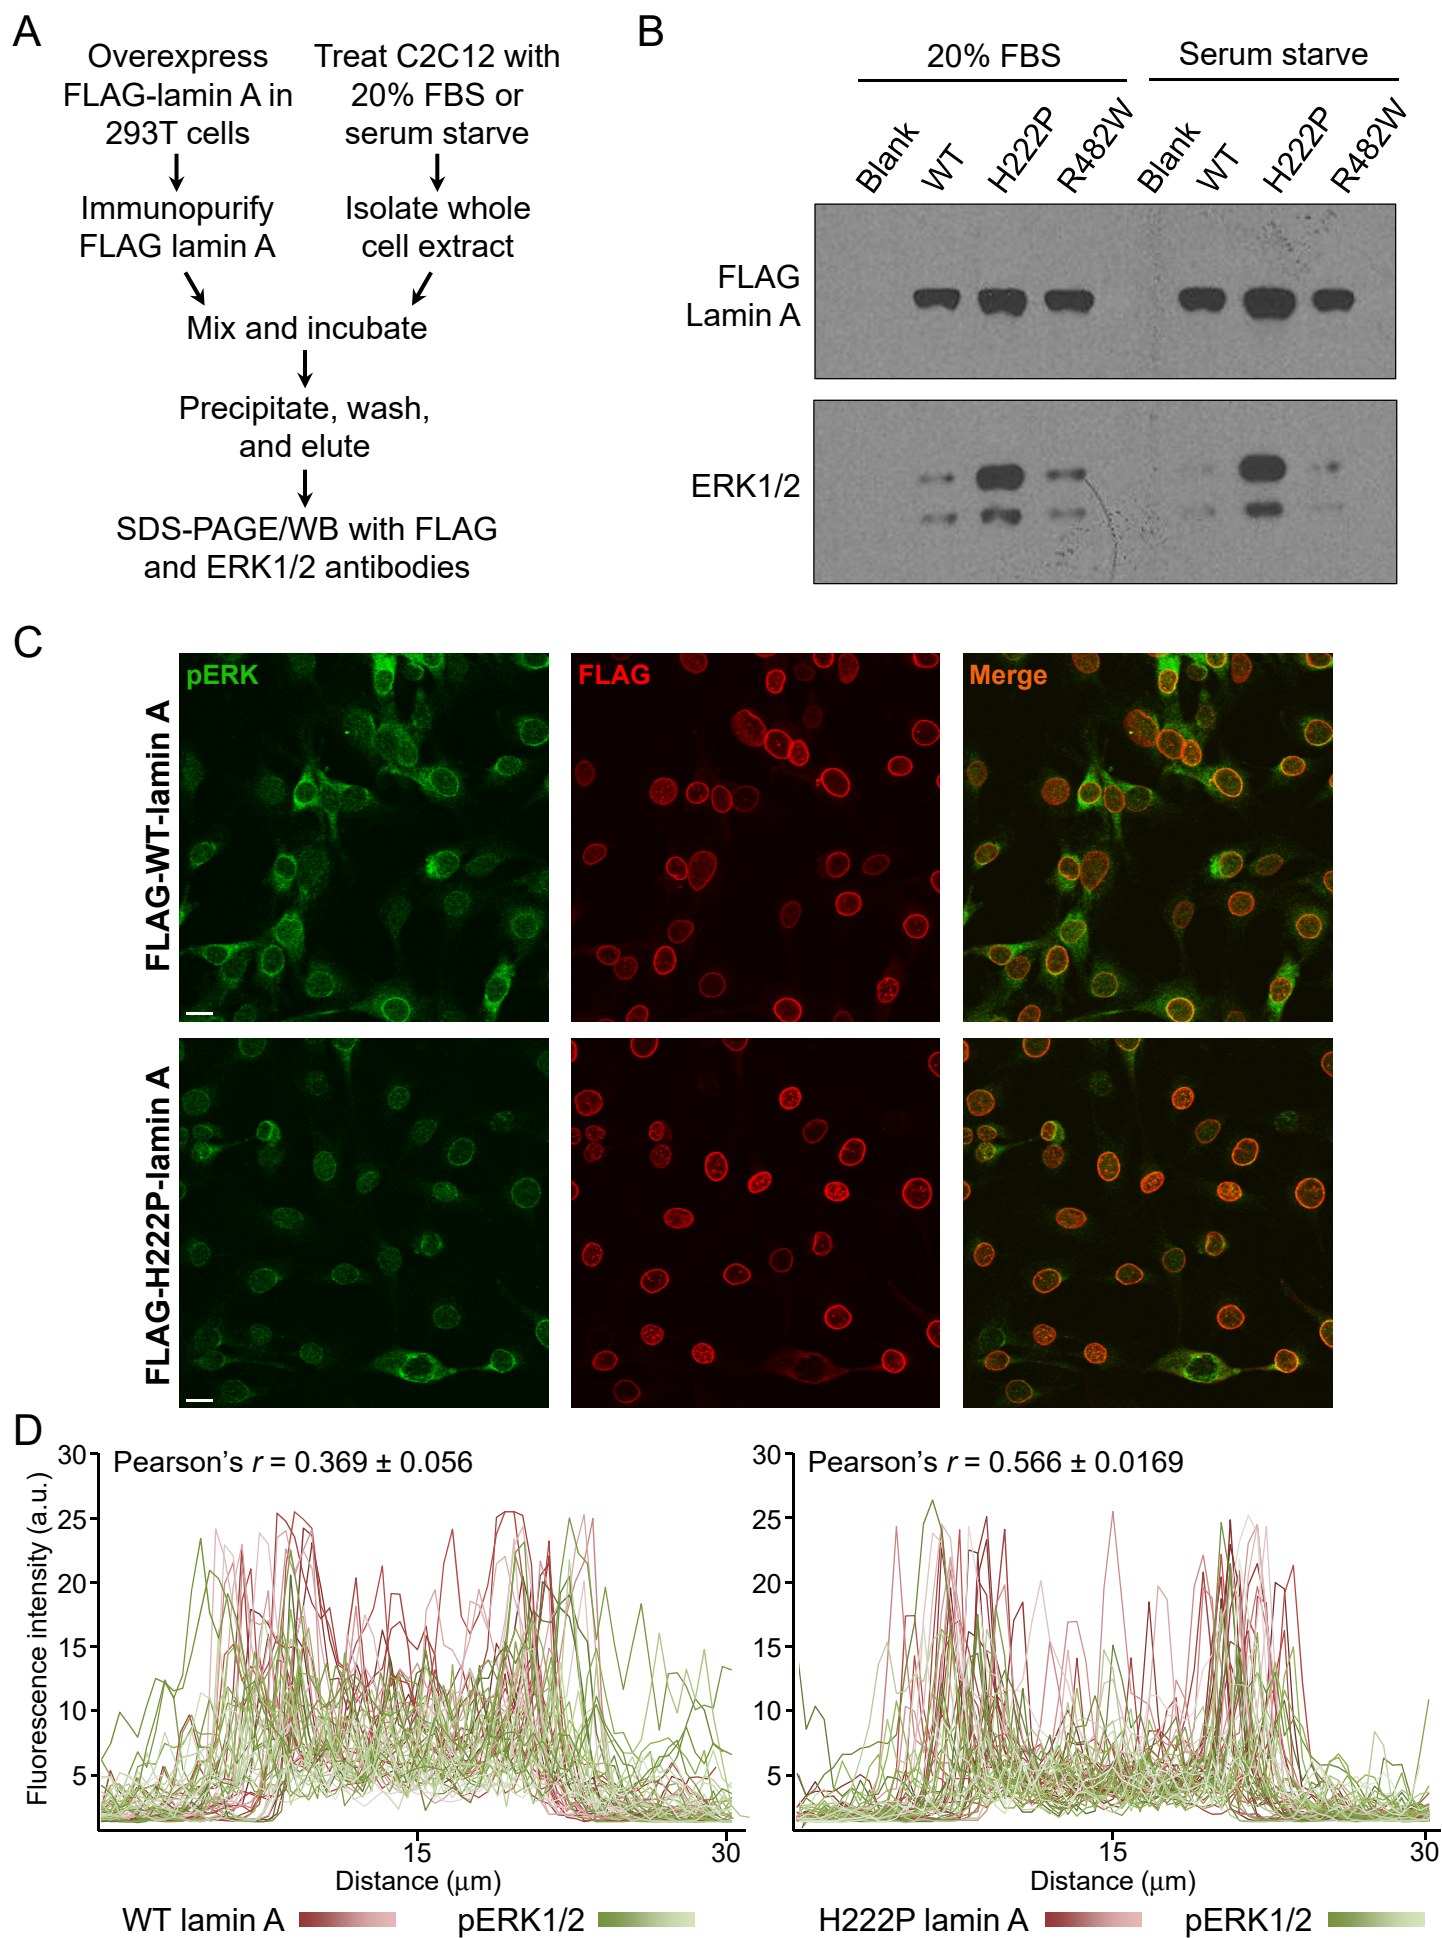 A
Overexpress
FLAG-lamin A in
293T cells
Treat C2C12 with
20% FBS or
serum starve
Immunopurify
FLAG lamin A
Isolate whole
cell extract
Mix and incubate
Precipitate, wash,
and elute
SDS-PAGE/WB with FLAG
and ERK1/2 antibodies
B
20% FBS
Serum starve
Blank
WT
H222P
R482W
Blank
WT
H222P
R482W
FLAG
Lamin A
ERK1/2
C
FLAG-WT-lamin A
pERK
FLAG
Merge
FLAG-H222P-lamin A
D
Fluorescence intensity (a.u.)
30
25
20
15
10
5
Pearson's r = 0.369 ± 0.056
15
30
Distance (μm)
WT lamin A
pERK1/2
30
25
20
15
10
5
Pearson's r = 0.566 ± 0.0169
15
30
Distance (μm)
H222P lamin A
pERK1/2